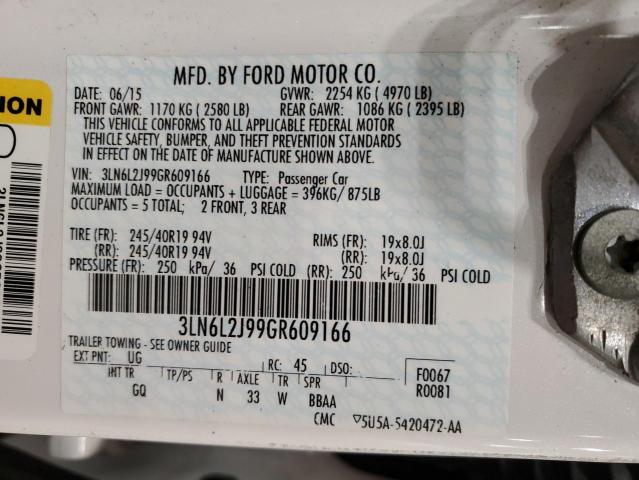 MFD. BY FORD MOTOR CO.
DATE: 06/15 GVWR: 2254 KG ( 4970 LB)
FRONT GAWR: 1170 KG ( 2580 LB) REAR GAWR: 1086 KG ( 2395 LB)
THIS VEHICLE CONFORMS TO ALL APPLICABLE FEDERAL MOTOR
VEHICLE SAFETY, BUMPER, AND THEFT PREVENTION STANDARDS
IN EFFECT ON THE DATE OF MANUFACTURE SHOWN ABOVE.
VIN: 3LN6L2J99GR609166 TYPE: Passenger Car
MAXIMUM LOAD = OCCUPANTS + LUGGAGE = 396KG/ 875LB
OCCUPANTS = 5 TOTAL; 2 FRONT, 3 REAR
TIRE (FR): 245/40R19 94V RIMS (FR): 19x8.0J
(RR): 245/40R19 94V (RR): 19x8.0J
PRESSURE (FR): 250 kPa/ 36 PSI COLD (RR): 250 kPa/ 36 PSI COLD
3LN6L2J99GR609166
TRAILER TOWING - SEE OWNER GUIDE
EXT PNT: UG RC: 45 DSO: F0067
INT TR TP/PS R AXLE TR SPR R0081
GQ N 33 W BBAA
CMC ▽5U5A-5420472-AA
ION